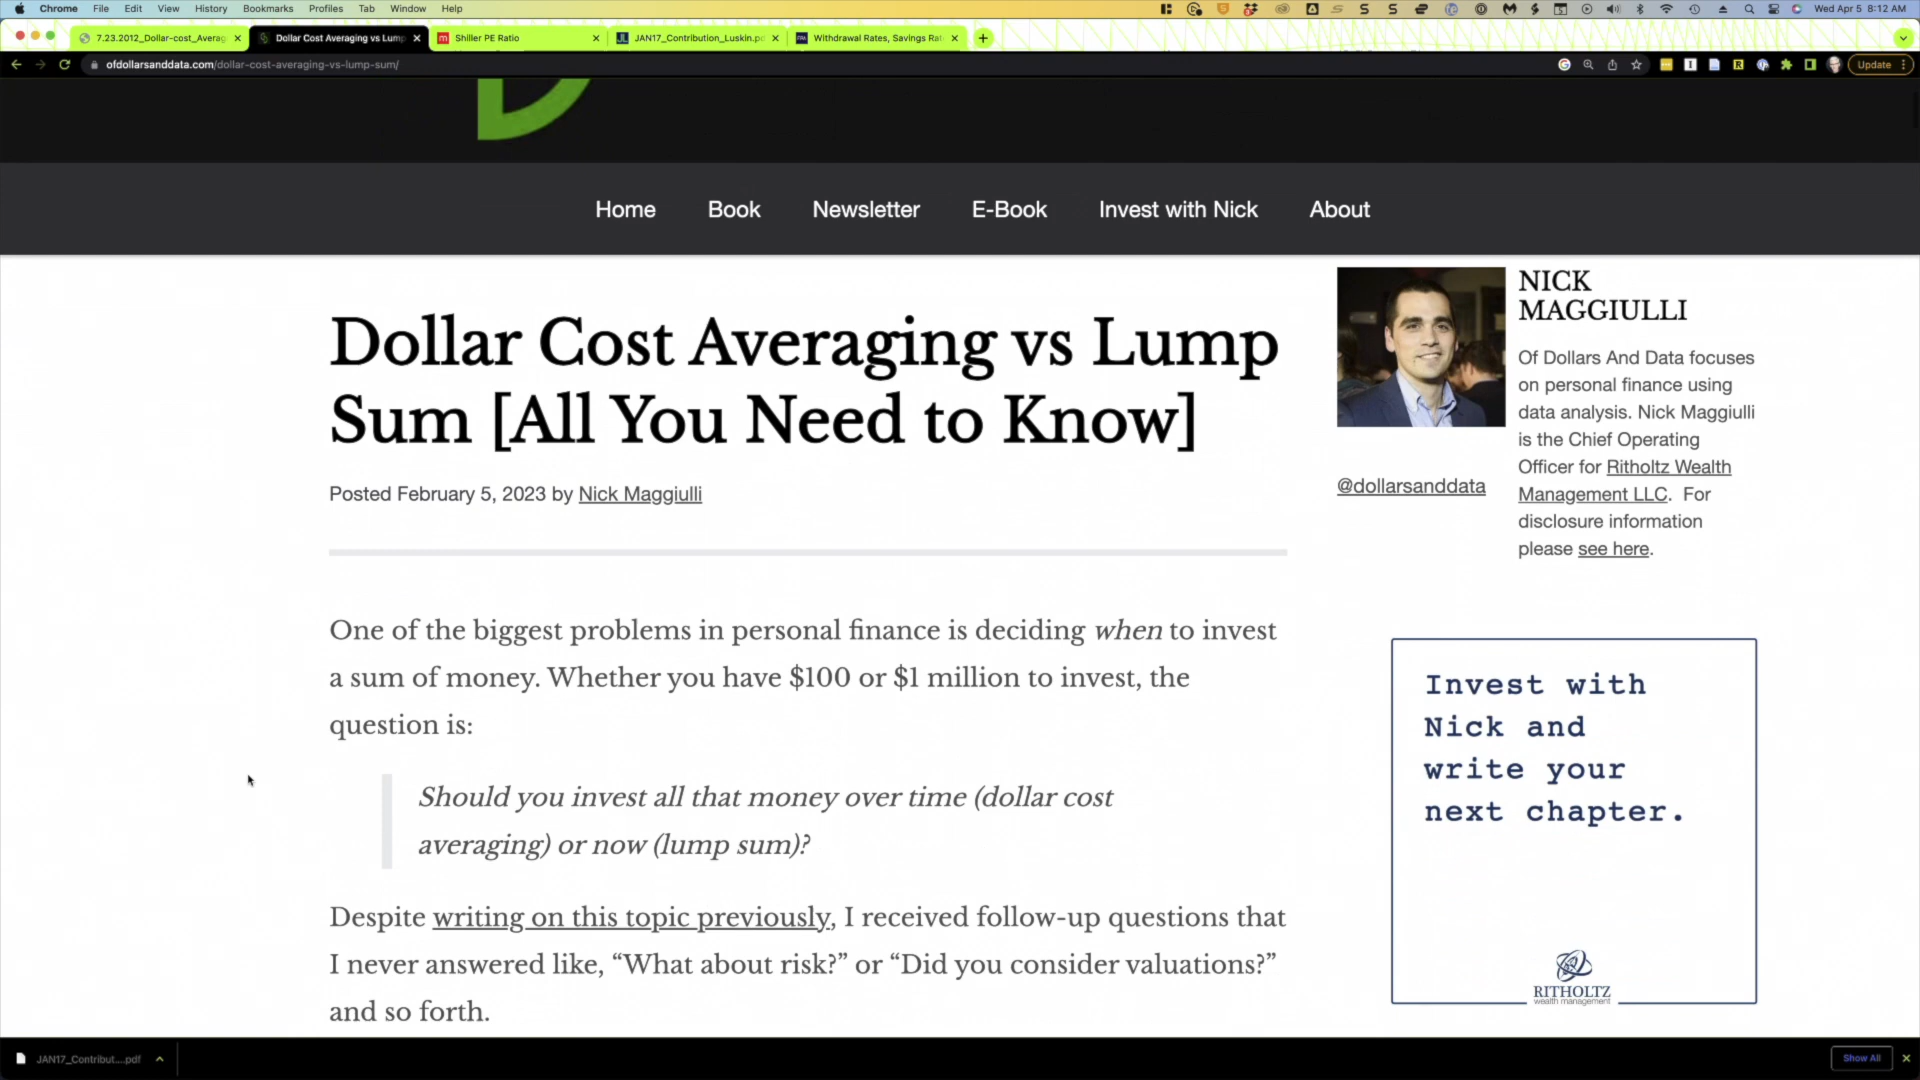 Chrome File Edit View History Bookmarks Profiles Tab Window Help Wed Apr 5 8:12 AM
7.23.2012_Dollar-cost_Averag Dollar Cost Averaging vs Lump Shiller PE Ratio JAN17_Contribution_Luskin.pd Withdrawal Rates, Savings Rat
ofdollarsanddata.com/dollar-cost-averaging-vs-lump-sum/ Update
Home Book Newsletter E-Book Invest with Nick About
Dollar Cost Averaging vs Lump
Sum [All You Need to Know]
Posted February 5, 2023 by Nick Maggiulli
One of the biggest problems in personal finance is deciding when to invest
a sum of money. Whether you have $100 or $1 million to invest, the
question is:
Should you invest all that money over time (dollar cost
averaging) or now (lump sum)?
Despite writing on this topic previously, I received follow-up questions that
I never answered like, “What about risk?” or “Did you consider valuations?”
and so forth.
@dollarsanddata
NICK
MAGGIULLI
Of Dollars And Data focuses
on personal finance using
data analysis. Nick Maggiulli
is the Chief Operating
Officer for Ritholtz Wealth
Management LLC. For
disclosure information
please see here.
Invest with
Nick and
write your
next chapter.
RITHOLTZ
wealth management
JAN17_Contribut....pdf Show All